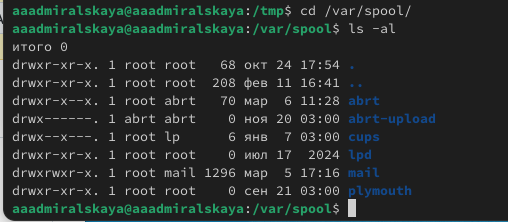 aaadmiralskaya@aaadmiralskaya:/tmp$ cd /var/spool/
aaadmiralskaya@aaadmiralskaya:/var/spool$ ls -al
итого 0
drwxr-xr-x. 1 root root   68 окт 24 17:54 .
drwxr-xr-x. 1 root root  208 фев 11 16:41 ..
drwxr-x--x. 1 root abrt   70 мар  6 11:28 abrt
drwx------. 1 abrt abrt    0 ноя 20 03:00 abrt-upload
drwx--x---. 1 root lp      6 янв  7 03:00 cups
drwxr-xr-x. 1 root root    0 июл 17  2024 lpd
drwxrwxr-x. 1 root mail 1296 мар  5 17:16 mail
drwxr-xr-x. 1 root root    0 сен 21 03:00 plymouth
aaadmiralskaya@aaadmiralskaya:/var/spool$